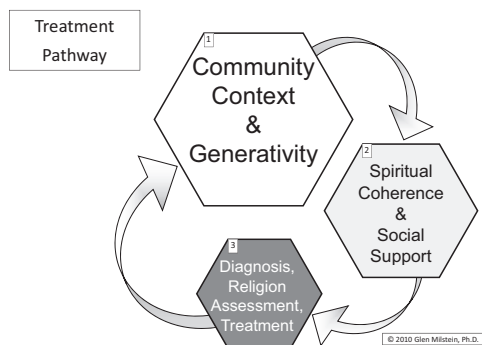 Treatment
Pathway
1
Community
Context
&
Generativity
2
Spiritual
Coherence
&
Social
Support
3
Diagnosis,
Religion
Assessment,
Treatment
© 2010 Glen Milstein, Ph.D.